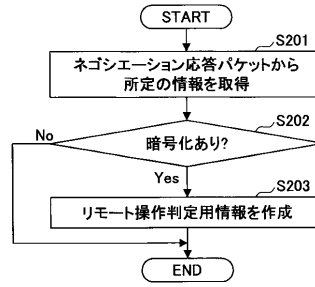 START
S201
ネゴシエーション応答パケットから
所定の情報を取得
S202
No
暗号化あり?
Yes
S203
リモート操作判定用情報を作成
END